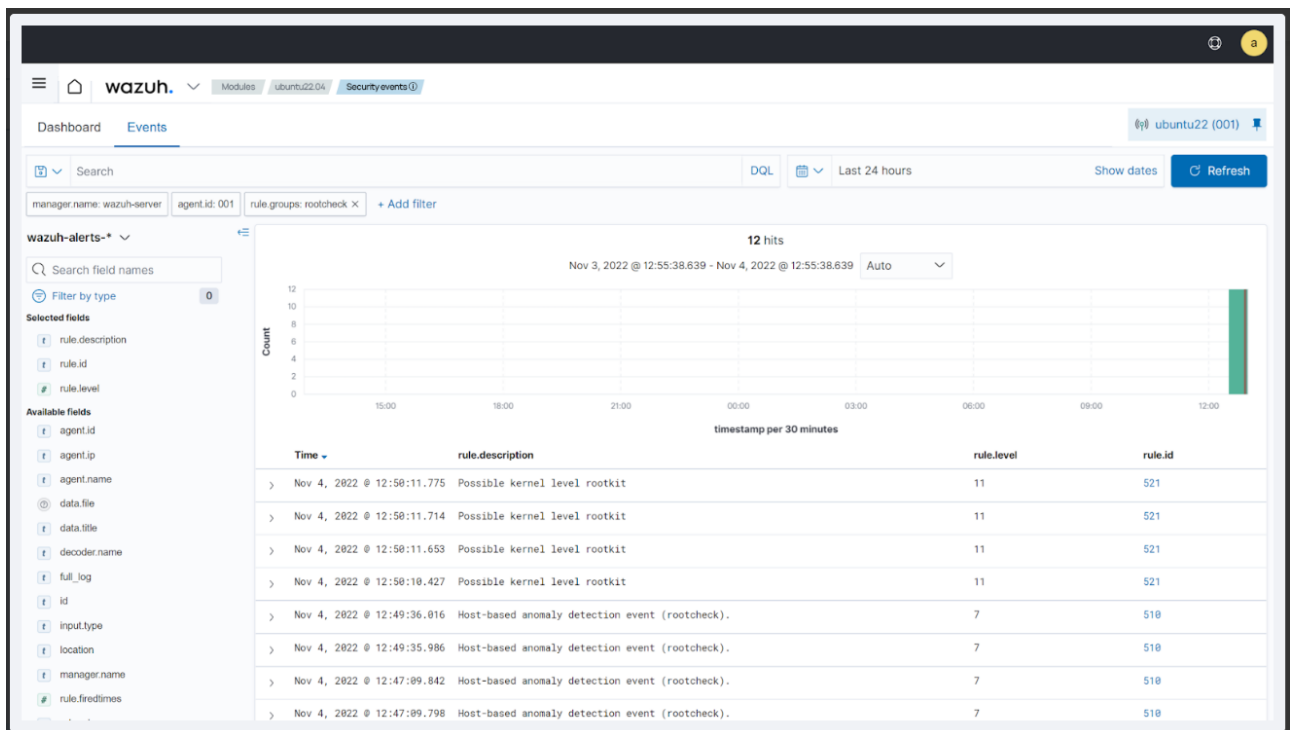 a
wazuh. Modules ubuntu22.04 Security events
Dashboard Events
ubuntu22 (001)
Search DQL Last 24 hours Show dates Refresh
manager.name: wazuh-server agent.id: 001 rule.groups: rootcheck × + Add filter
wazuh-alerts-*
Search field names
Filter by type 0
Selected fields
t rule.description
t rule.id
# rule.level
Available fields
t agent.id
t agent.ip
t agent.name
data.file
t data.title
t decoder.name
t full_log
t id
t input.type
t location
t manager.name
# rule.firedtimes
12 hits
Nov 3, 2022 @ 12:55:38.639 - Nov 4, 2022 @ 12:55:38.639 Auto
Count
12
10
8
6
4
2
0
15:00 18:00 21:00 00:00 03:00 06:00 09:00 12:00
timestamp per 30 minutes
Time rule.description rule.level rule.id
Nov 4, 2022 @ 12:50:11.775 Possible kernel level rootkit 11 521
Nov 4, 2022 @ 12:50:11.714 Possible kernel level rootkit 11 521
Nov 4, 2022 @ 12:50:11.653 Possible kernel level rootkit 11 521
Nov 4, 2022 @ 12:50:10.427 Possible kernel level rootkit 11 521
Nov 4, 2022 @ 12:49:36.016 Host-based anomaly detection event (rootcheck). 7 510
Nov 4, 2022 @ 12:49:35.986 Host-based anomaly detection event (rootcheck). 7 510
Nov 4, 2022 @ 12:47:09.842 Host-based anomaly detection event (rootcheck). 7 510
Nov 4, 2022 @ 12:47:09.798 Host-based anomaly detection event (rootcheck). 7 510